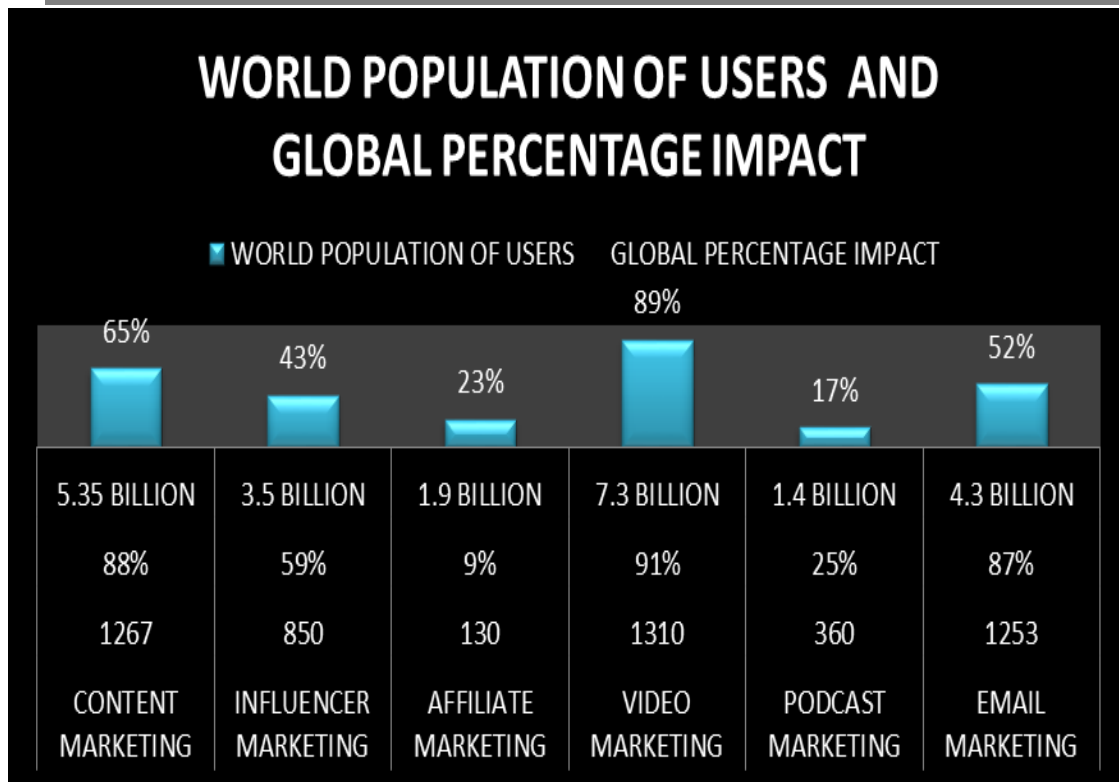 WORLD POPULATION OF USERS AND
GLOBAL PERCENTAGE IMPACT
WORLD POPULATION OF USERS GLOBAL PERCENTAGE IMPACT
65% 43% 23% 89% 17% 52%
5.35 BILLION 3.5 BILLION 1.9 BILLION 7.3 BILLION 1.4 BILLION 4.3 BILLION
88% 59% 9% 91% 25% 87%
1267 850 130 1310 360 1253
CONTENT INFLUENCER AFFILIATE VIDEO PODCAST EMAIL
MARKETING MARKETING MARKETING MARKETING MARKETING MARKETING